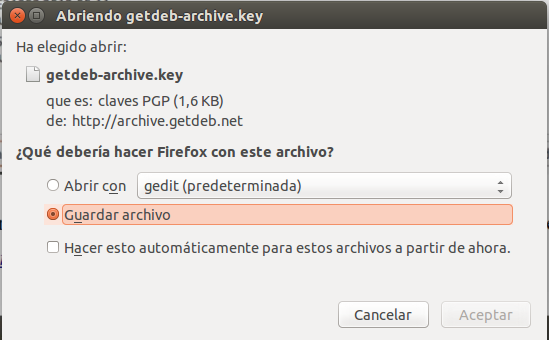 Abriendo getdeb-archive.key
Ha elegido abrir:
getdeb-archive.key
que es: claves PGP (1,6 KB)
de: http://archive.getdeb.net
¿Qué debería hacer Firefox con este archivo?
Abrir con gedit (predeterminada)
Guardar archivo
Hacer esto automáticamente para estos archivos a partir de ahora.
Cancelar Aceptar